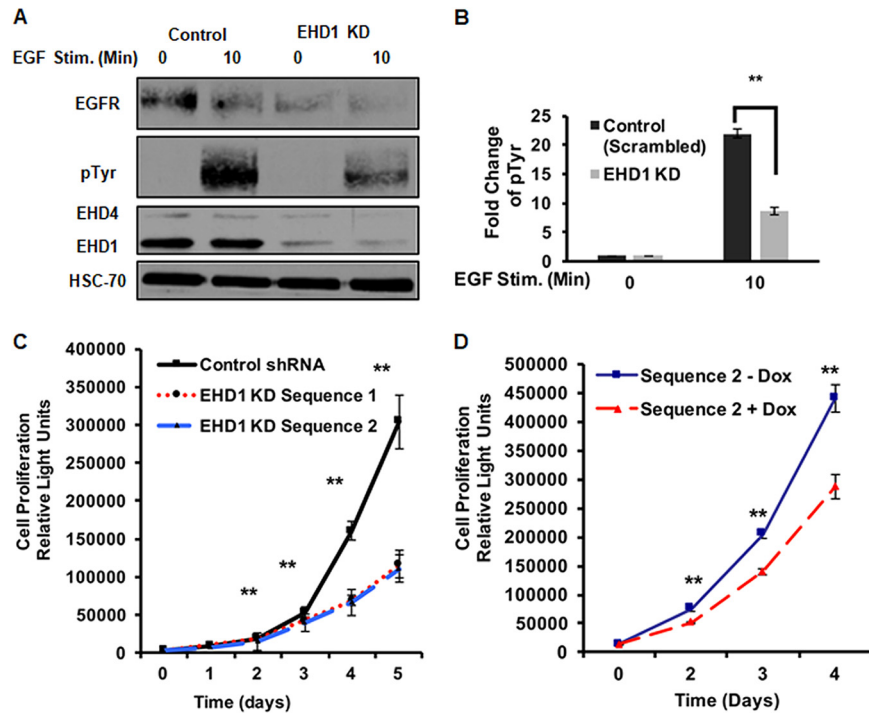 A
Control EHD1 KD
EGF Stim. (Min) 0 10 0 10
EGFR
pTyr
EHD4
EHD1
HSC-70
B
**
Fold Change
of pTyr
25
20
15
10
5
0
Control
(Scrambled)
EHD1 KD
EGF Stim. (Min) 0 10
C
Cell Proliferation
Relative Light Units
400000
350000
300000
250000
200000
150000
100000
50000
0
Control shRNA
EHD1 KD Sequence 1
EHD1 KD Sequence 2
**
**
**
**
0 1 2 3 4 5
Time (days)
D
Cell Proliferation
Relative Light Units
500000
450000
400000
350000
300000
250000
200000
150000
100000
50000
0
Sequence 2 - Dox
Sequence 2 + Dox
**
**
**
0 2 3 4
Time (Days)